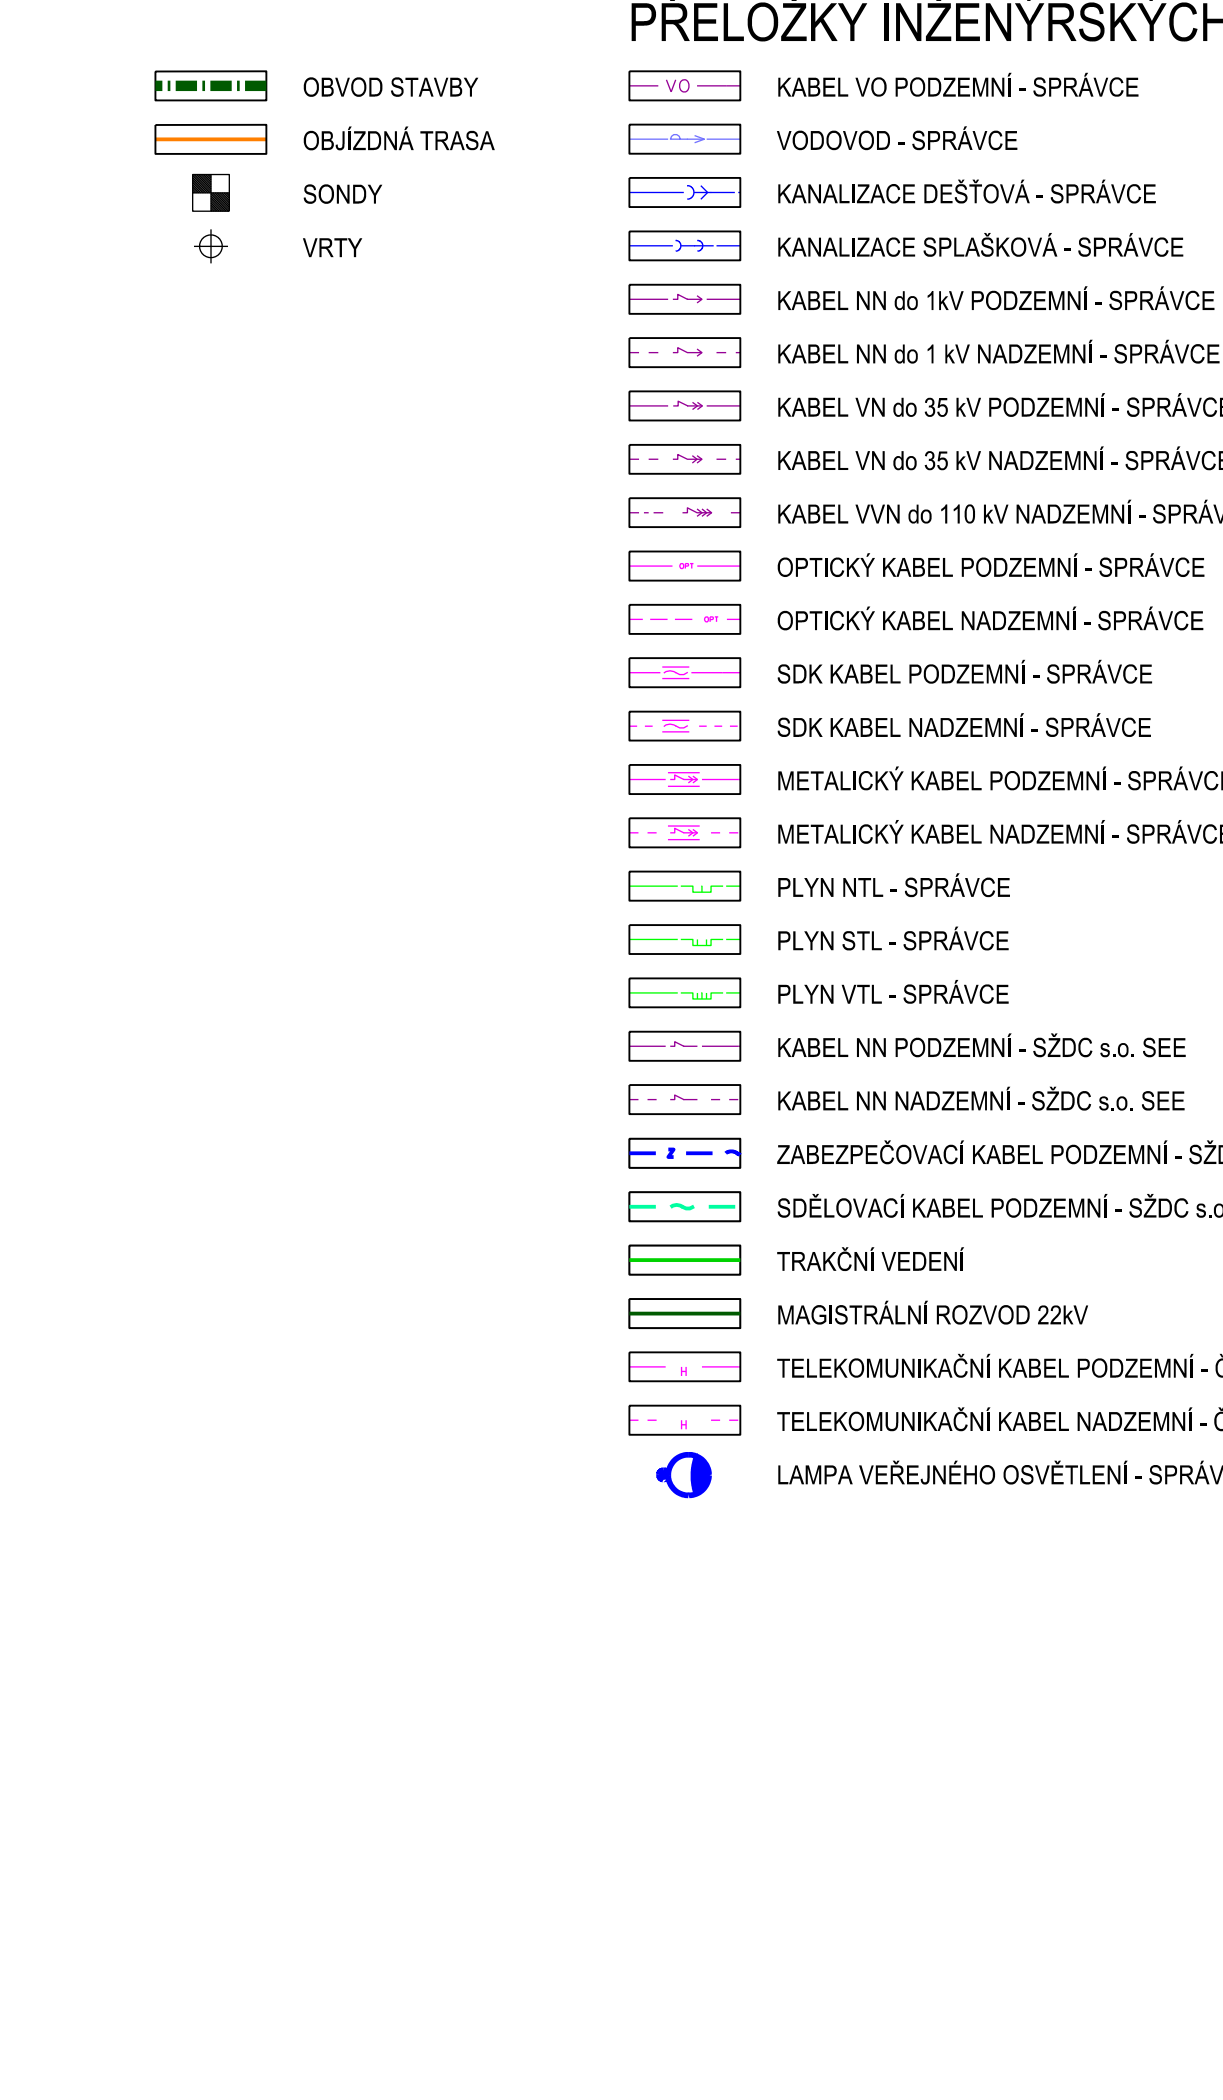 PŘELOŽKY INŽENÝRSKÝCH
OBVOD STAVBY
OBJÍZDNÁ TRASA
SONDY
VRTY
VO KABEL VO PODZEMNÍ - SPRÁVCE
VODOVOD - SPRÁVCE
KANALIZACE DEŠŤOVÁ - SPRÁVCE
KANALIZACE SPLAŠKOVÁ - SPRÁVCE
KABEL NN do 1kV PODZEMNÍ - SPRÁVCE
KABEL NN do 1 kV NADZEMNÍ - SPRÁVCE
KABEL VN do 35 kV PODZEMNÍ - SPRÁVCE
KABEL VN do 35 kV NADZEMNÍ - SPRÁVCE
KABEL VVN do 110 kV NADZEMNÍ - SPRÁV
OPT OPTICKÝ KABEL PODZEMNÍ - SPRÁVCE
OPT OPTICKÝ KABEL NADZEMNÍ - SPRÁVCE
SDK KABEL PODZEMNÍ - SPRÁVCE
SDK KABEL NADZEMNÍ - SPRÁVCE
METALICKÝ KABEL PODZEMNÍ - SPRÁVCE
METALICKÝ KABEL NADZEMNÍ - SPRÁVCE
PLYN NTL - SPRÁVCE
PLYN STL - SPRÁVCE
PLYN VTL - SPRÁVCE
KABEL NN PODZEMNÍ - SŽDC s.o. SEE
KABEL NN NADZEMNÍ - SŽDC s.o. SEE
Z ZABEZPEČOVACÍ KABEL PODZEMNÍ - SŽD
SDĚLOVACÍ KABEL PODZEMNÍ - SŽDC s.o
TRAKČNÍ VEDENÍ
MAGISTRÁLNÍ ROZVOD 22kV
H TELEKOMUNIKAČNÍ KABEL PODZEMNÍ - Č
H TELEKOMUNIKAČNÍ KABEL NADZEMNÍ - Č
LAMPA VEŘEJNÉHO OSVĚTLENÍ - SPRÁV